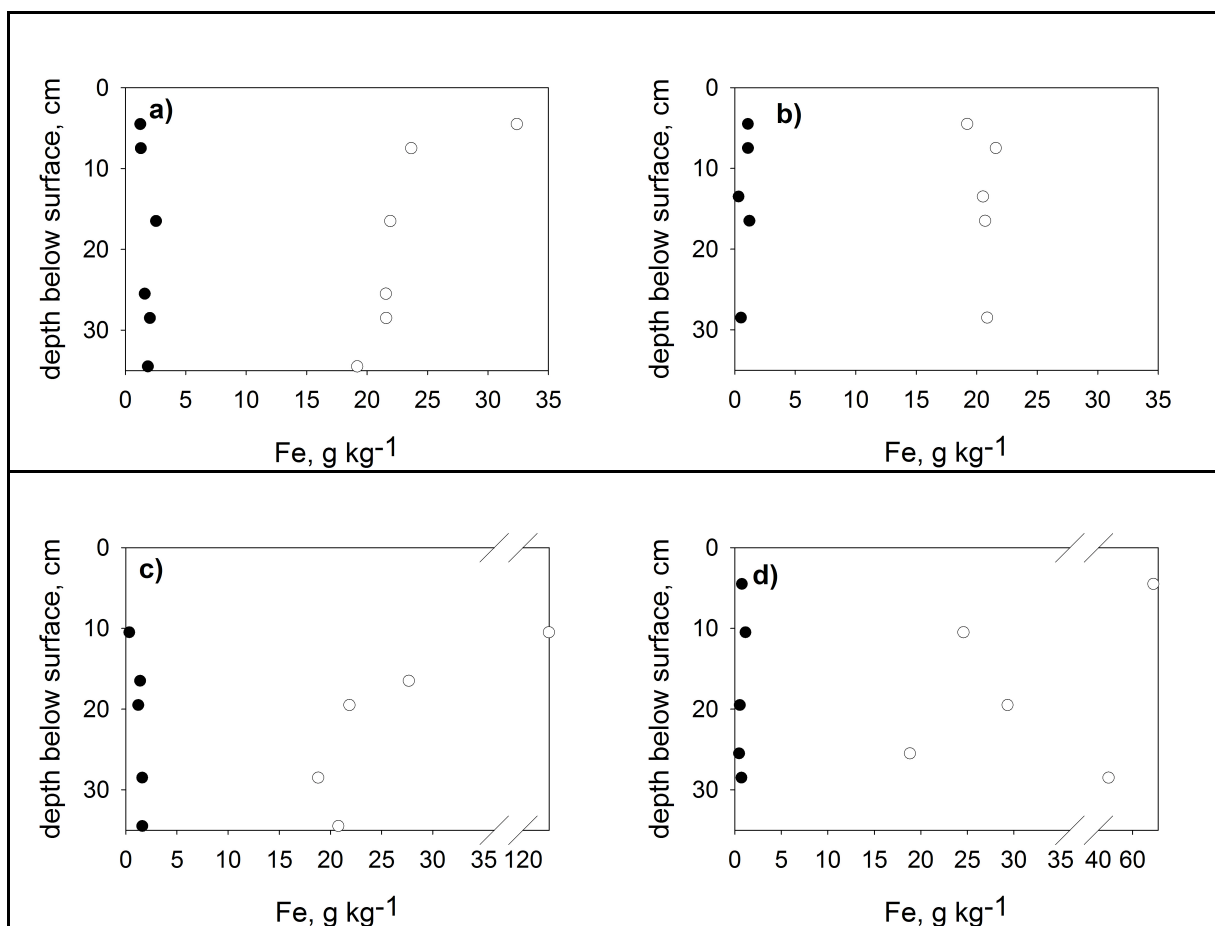 a)
0
10
20
30
depth below surface, cm
0 5 10 15 20 25 30 35
Fe, g kg-1
b)
0
10
20
30
depth below surface, cm
0 5 10 15 20 25 30 35
Fe, g kg-1
c)
0
10
20
30
depth below surface, cm
0 5 10 15 20 25 30 35 120
Fe, g kg-1
d)
0
10
20
30
depth below surface, cm
0 5 10 15 20 25 30 35 40 60
Fe, g kg-1